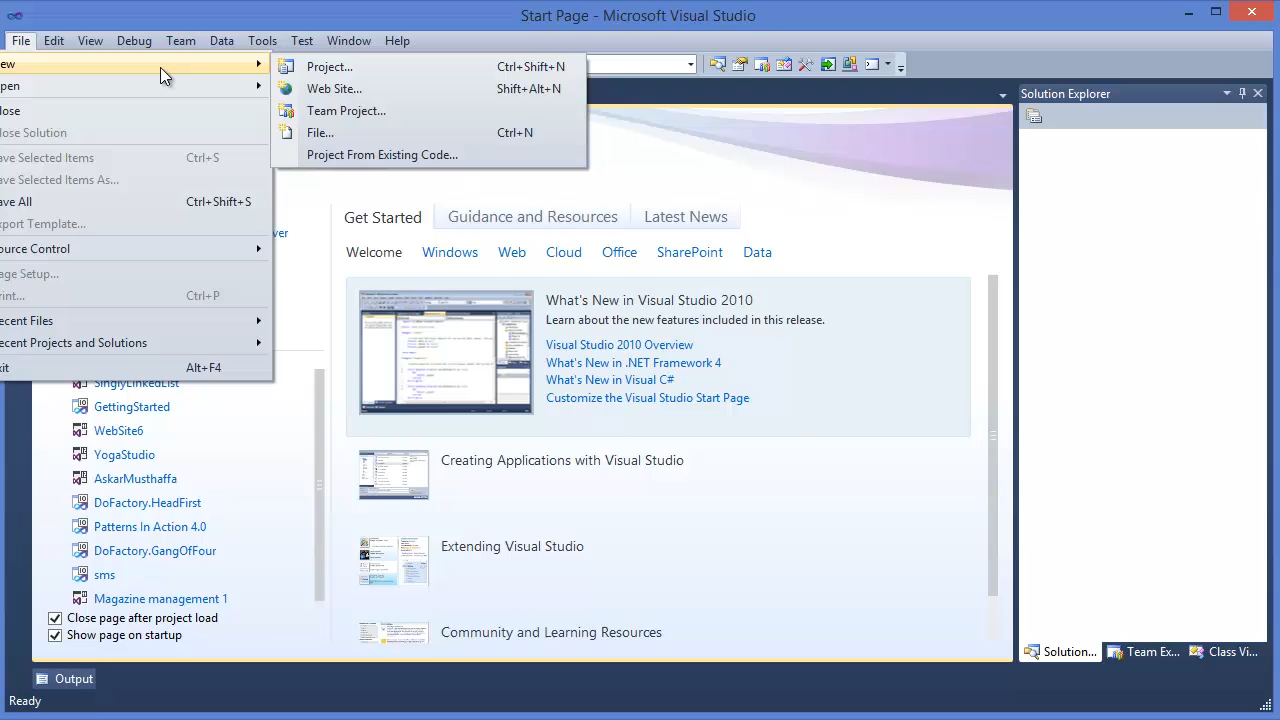 Start Page - Microsoft Visual Studio
File Edit View Debug Team Data Tools Test Window Help
ew
pen
lose
lose Solution
ave Selected Items Ctrl+S
ave Selected Items As...
ave All Ctrl+Shift+S
xport Template...
ource Control
age Setup...
rint... Ctrl+P
ecent Projects and Solutions
Alt+F4
Project... Ctrl+Shift+N
Web Site... Shift+Alt+N
Team Project...
File... Ctrl+N
Project From Existing Code...
Solution Explorer
ver
Get Started Guidance and Resources Latest News
Welcome Windows Web Cloud Office SharePoint Data
What's New in Visual Studio 2010
Learn about the new features included in this release
Visual Studio 2010 Overview
What's New in .NET Framework 4
What's New in Visual C#
Customize the Visual Studio Start Page
Creating Applications with Visual Studio
Extending Visual Studio
Community and Learning Resources
SinglyLinkedList
GettingStarted
WebSite6
YogaStudio
AskarMusthaffa
DoFactory.HeadFirst
Patterns In Action 4.0
DoFactory.GangOfFour
sms
Magazine management 1
Close page after project load
Show page on startup
Solution... Team Ex... Class Vi...
Output
Ready